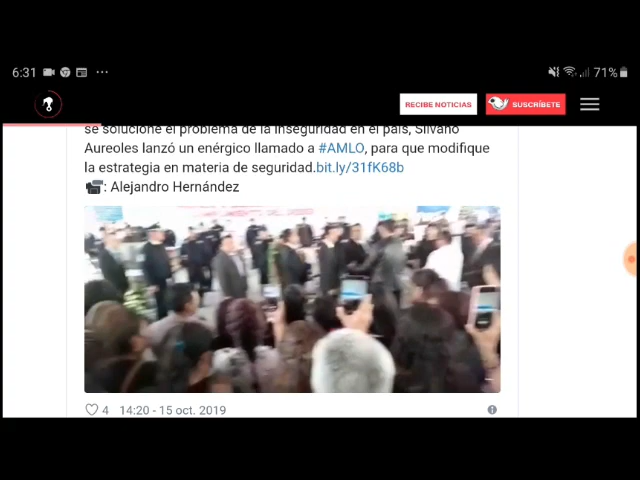 6:31
71%
RECIBE NOTICIAS
SUSCRÍBETE
se solucione el problema de la inseguridad en el país, Silvano
Aureoles lanzó un enérgico llamado a #AMLO, para que modifique
la estrategia en materia de seguridad.bit.ly/31fK68b
: Alejandro Hernández
4 14:20 - 15 oct. 2019